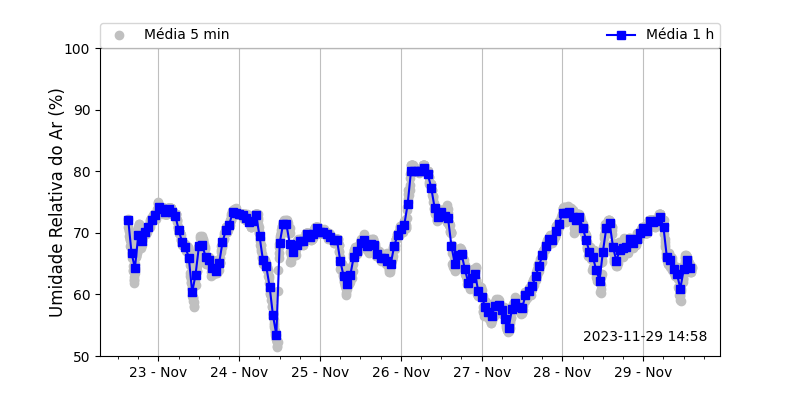 Média 5 min
Média 1 h
Umidade Relativa do Ar (%)
100
90
80
70
60
50
2023-11-29 14:58
23 - Nov
24 - Nov
25 - Nov
26 - Nov
27 - Nov
28 - Nov
29 - Nov